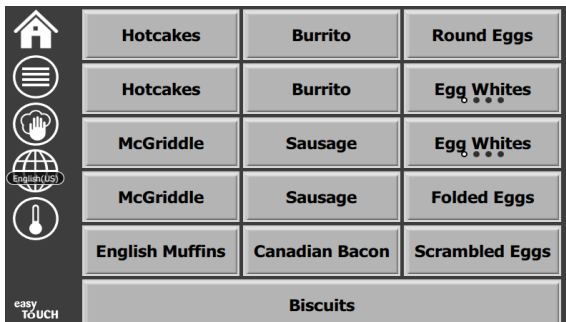 Hotcakes Burrito Round Eggs
Hotcakes Burrito Egg Whites
McGriddle Sausage Egg Whites
English(US)
McGriddle Sausage Folded Eggs
English Muffins Canadian Bacon Scrambled Eggs
Biscuits
easy
TOUCH